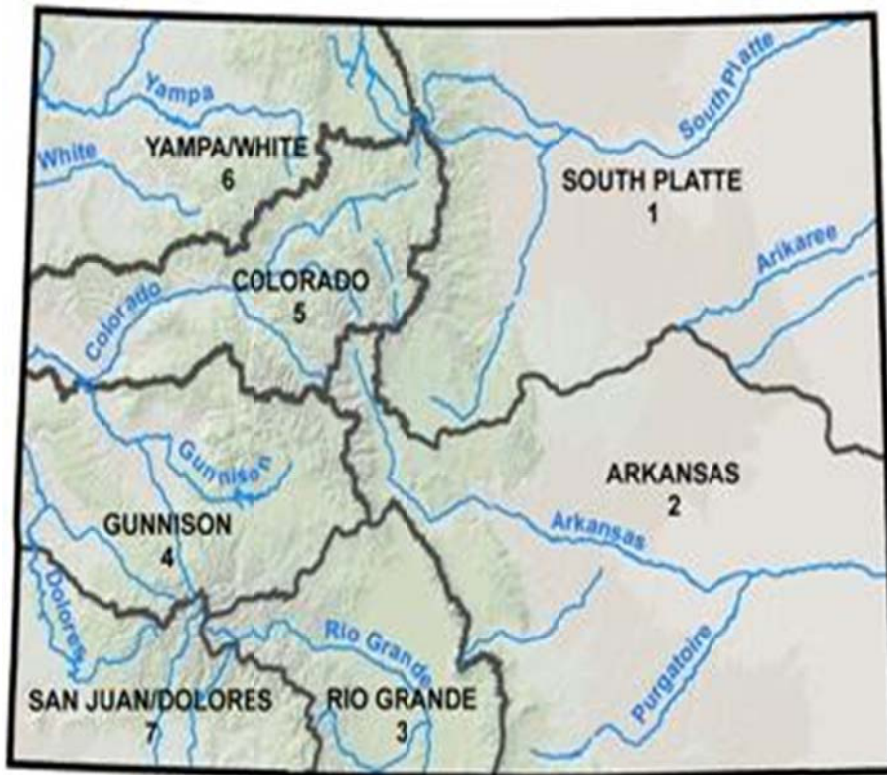 South Platte
Yampa
White
YAMPA/WHITE
6
SOUTH PLATTE
1
Arikaree
COLORADO
5
Colorado
Gunnison
ARKANSAS
2
GUNNISON
4
Arkansas
Dolores
Rio Grande
Purgatoire
SAN JUAN/DOLORES
7
RIO GRANDE
3